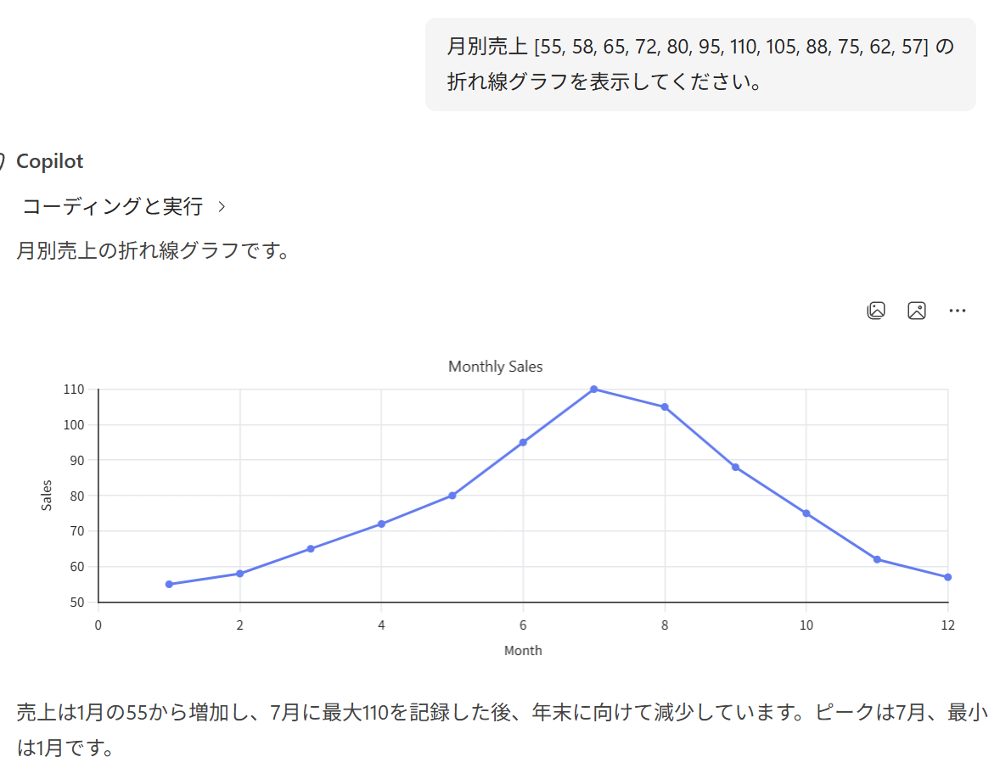 月別売上 [55, 58, 65, 72, 80, 95, 110, 105, 88, 75, 62, 57] の
折れ線グラフを表示してください。
Copilot
コーディングと実行
月別売上の折れ線グラフです。
Monthly Sales
110
100
90
80
70
60
50
Sales
0 2 4 6 8 10 12
Month
売上は1月の55から増加し、7月に最大110を記録した後、年末に向けて減少しています。ピークは7月、最小
は1月です。